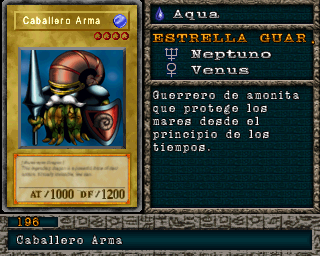 Caballero Arma
AT/1000 DF/1200
Aqua
ESTRELLA GUAR.
Neptuno
Venus
Guerrero de amonita
que protege los
mares desde el
principio de los
tiempos.
196
Caballero Arma